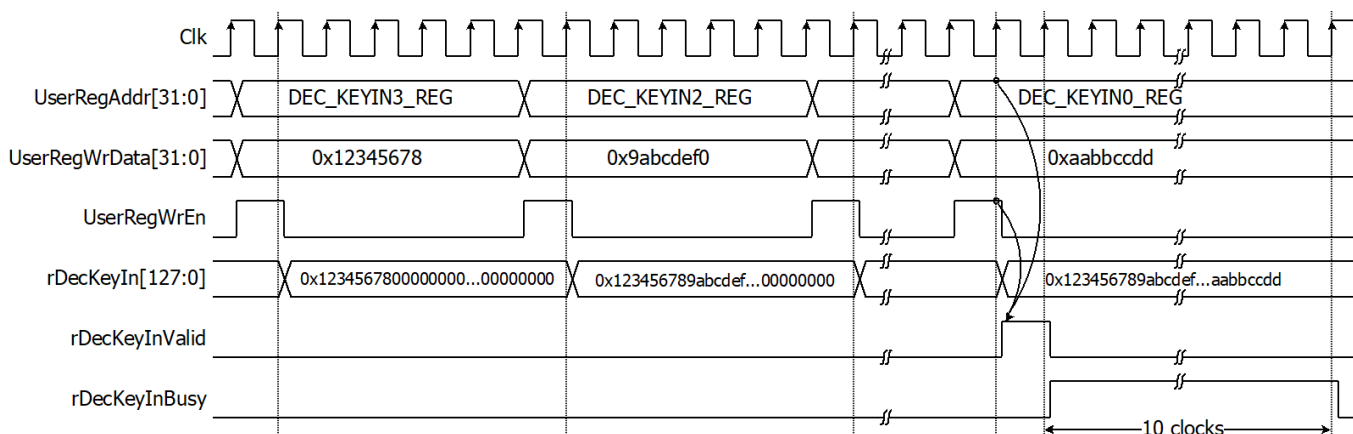 Clk
UserRegAddr[31:0] DEC_KEYIN3_REG DEC_KEYIN2_REG DEC_KEYIN0_REG
UserRegWrData[31:0] 0x12345678 0x9abcdef0 0xaabbccdd
UserRegWrEn
rDecKeyIn[127:0] 0x1234567800000000...00000000 0x123456789abcdef...00000000 0x123456789abcdef...aabbccdd
rDecKeyInValid
rDecKeyInBusy
10 clocks